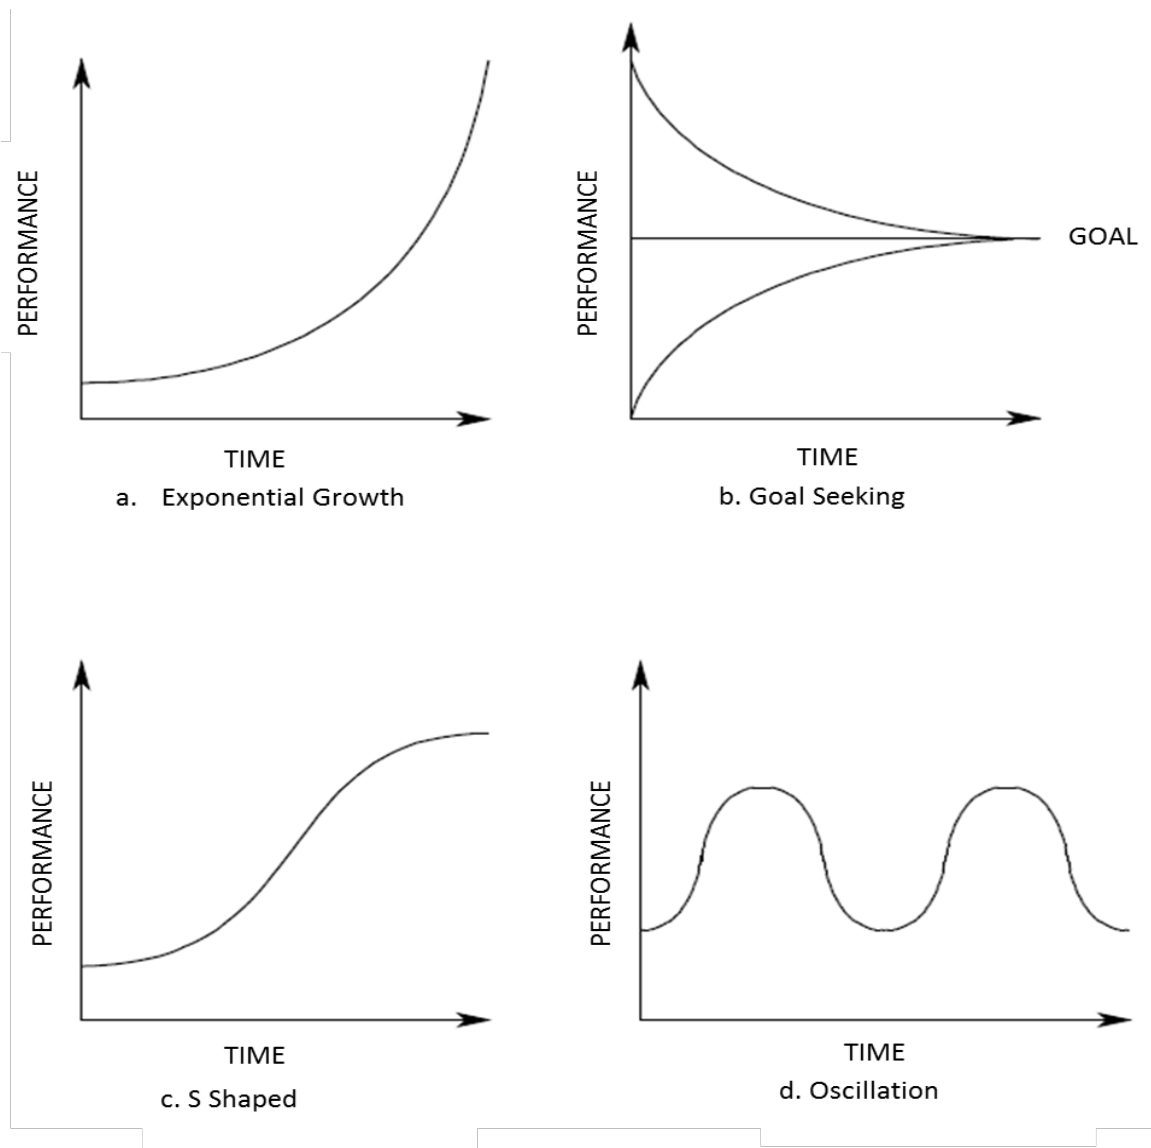 PERFORMANCE
TIME
a. Exponential Growth
PERFORMANCE
GOAL
TIME
b. Goal Seeking
PERFORMANCE
TIME
c. S Shaped
PERFORMANCE
TIME
d. Oscillation